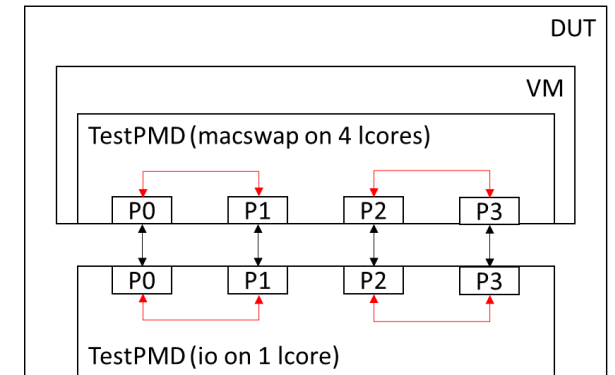 DUT
VM
TestPMD (macswap on 4 lcores)
P0 P1 P2 P3
P0 P1 P2 P3
TestPMD (io on 1 lcore)